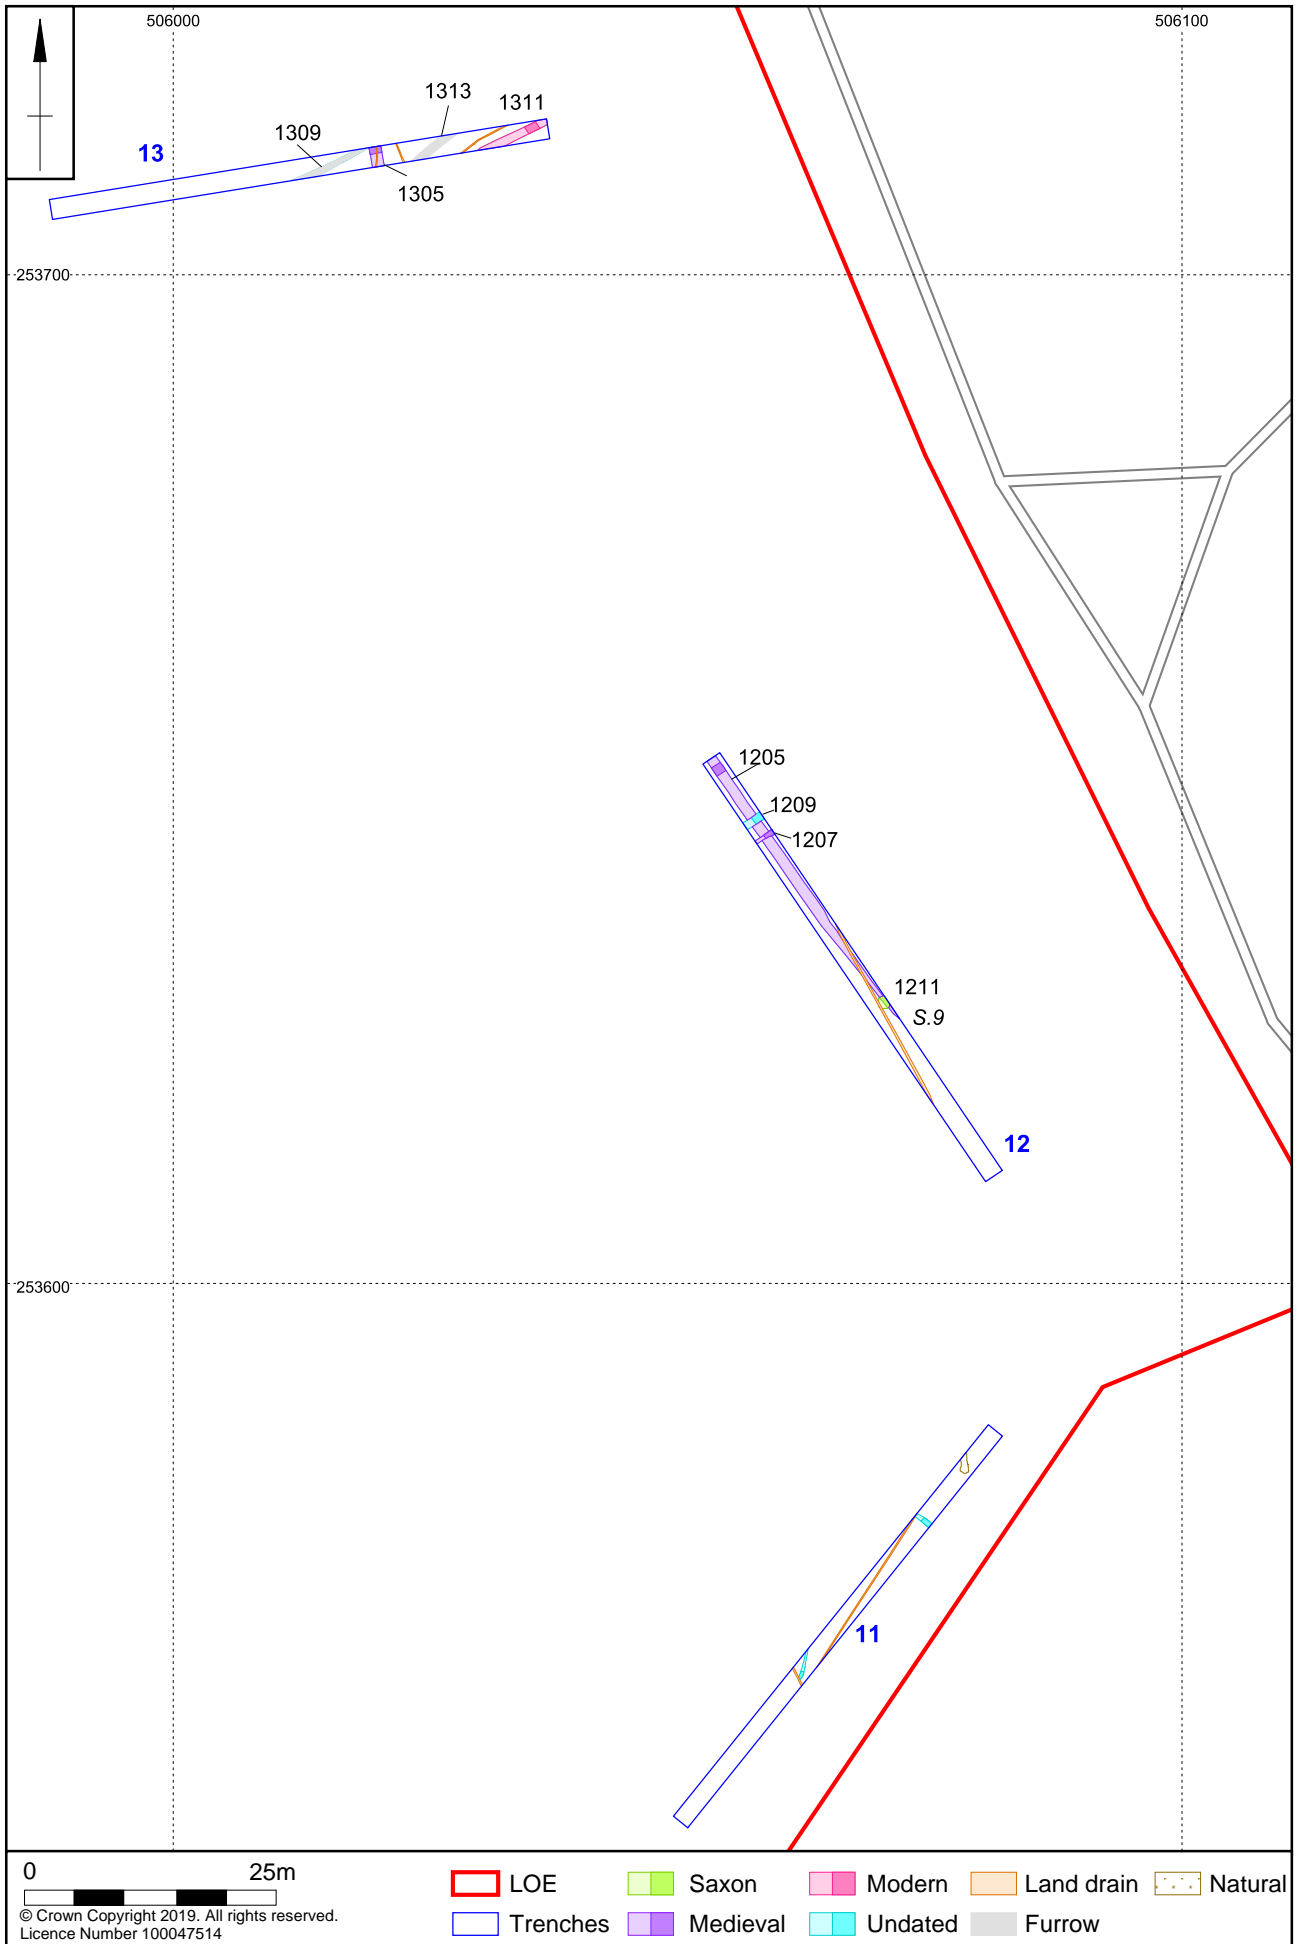 506000
506100
1313
1311
1309
13
1305
253700
1205
1209
1207
1211
S.9
12
253600
11
0 25m
© Crown Copyright 2019. All rights reserved.
Licence Number 100047514
LOE Saxon Modern Land drain Natural
Trenches Medieval Undated Furrow